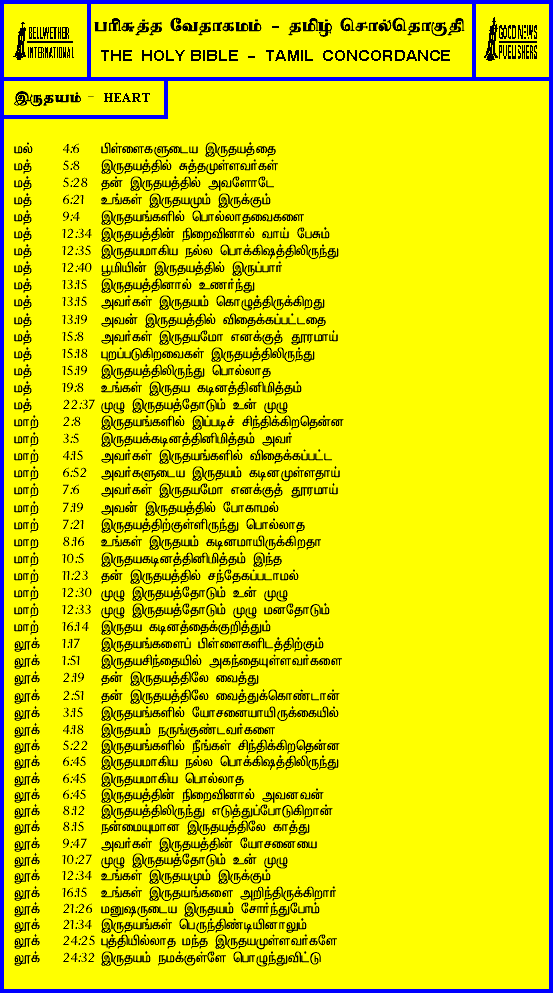 BELLWETHER
INTERNATIONAL
பரிசுத்த வேதாகமம் - தமிழ் சொல்தொகுதி
THE HOLY BIBLE - TAMIL CONCORDANCE
GOOD NEWS
PUBLISHERS
இருதயம் - HEART
மல் 4:6 பிள்ளைகளுடைய இருதயத்தை
மத் 5:8 இருதயத்தில் சுத்தமுள்ளவர்கள்
மத் 5:28 தன் இருதயத்தில் அவளோடே
மத் 6:21 உங்கள் இருதயமும் இருக்கும்
மத் 9:4 இருதயங்களில் பொல்லாதவைகளை
மத் 12:34 இருதயத்தின் நிறைவினால் வாய் பேசும்
மத் 12:35 இருதயமாகிய நல்ல பொக்கிஷத்திலிருந்து
மத் 12:40 பூமியின் இருதயத்தில் இருப்பார்
மத் 13:15 இருதயத்தினால் உணர்ந்து
மத் 13:15 அவர்கள் இருதயம் கொழுத்திருக்கிறது
மத் 13:19 அவன் இருதயத்தில் விதைக்கப்பட்டதை
மத் 15:8 அவர்கள் இருதயமோ எனக்குத் தூரமாய்
மத் 15:18 புறப்படுகிறவைகள் இருதயத்திலிருந்து
மத் 15:19 இருதயத்திலிருந்து பொல்லாத
மத் 19:8 உங்கள் இருதய கடினத்தினிமித்தம்
மத் 22:37 முழு இருதயத்தோடும் உன் முழு
மாற் 2:8 இருதயங்களில் இப்படிச் சிந்திக்கிறதென்ன
மாற் 3:5 இருதயக்கடினத்தினிமித்தம் அவர்
மாற் 4:15 அவர்கள் இருதயங்களில் விதைக்கப்பட்ட
மாற் 6:52 அவர்களுடைய இருதயம் கடினமுள்ளதாய்
மாற் 7:6 அவர்கள் இருதயமோ எனக்குத் தூரமாய்
மாற் 7:19 அவன் இருதயத்தில் போகாமல்
மாற் 7:21 இருதயத்திற்குள்ளிருந்து பொல்லாத
மாற 8:16 உங்கள் இருதயம் கடினமாயிருக்கிறதா
மாற் 10:5 இருதயகடினத்தினிமித்தம் இந்த
மாற் 11:23 தன் இருதயத்தில் சந்தேகப்படாமல்
மாற் 12:30 முழு இருதயத்தோடும் உன் முழு
மாற் 12:33 முழு இருதயத்தோடும் முழு மனதோடும்
மாற் 16:14 இருதய கடினத்தைக்குறித்தும்
லூக் 1:17 இருதயங்களைப் பிள்ளைகளிடத்திற்கும்
லூக் 1:51 இருதயசிந்தையில் அகந்தையுள்ளவர்களை
லூக் 2:19 தன் இருதயத்திலே வைத்து
லூக் 2:51 தன் இருதயத்திலே வைத்துக்கொண்டான்
லூக் 3:15 இருதயங்களில் யோசனையாயிருக்கையில்
லூக் 4:18 இருதயம் நருங்குண்டவர்களை
லூக் 5:22 இருதயங்களில் நீங்கள் சிந்திக்கிறதென்ன
லூக் 6:45 இருதயமாகிய நல்ல பொக்கிஷத்திலிருந்து
லூக் 6:45 இருதயமாகிய பொல்லாத
லூக் 6:45 இருதயத்தின் நிறைவினால் அவனவன்
லூக் 8:12 இருதயத்திலிருந்து எடுத்துப்போடுகிறான்
லூக் 8:15 நன்மையுமான இருதயத்திலே காத்து
லூக் 9:47 அவர்கள் இருதயத்தின் யோசனையை
லூக் 10:27 முழு இருதயத்தோடும் உன் முழு
லூக் 12:34 உங்கள் இருதயமும் இருக்கும்
லூக் 16:15 உங்கள் இருதயங்களை அறிந்திருக்கிறார்
லூக் 21:26 மனுஷருடைய இருதயம் சோர்ந்துபோம்
லூக் 21:34 இருதயங்கள் பெருந்திண்டியினாலும்
லூக் 24:25 புத்தியில்லாத மந்த இருதயமுள்ளவர்களே
லூக் 24:32 இருதயம் நமக்குள்ளே பொழுந்துவிட்டு